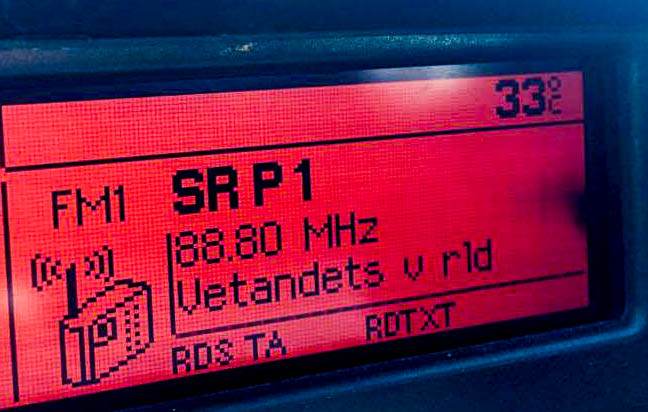 33°C
FM1
SR P1
88.80 MHz
Vetandets v rld
RDS TA
RDTXT